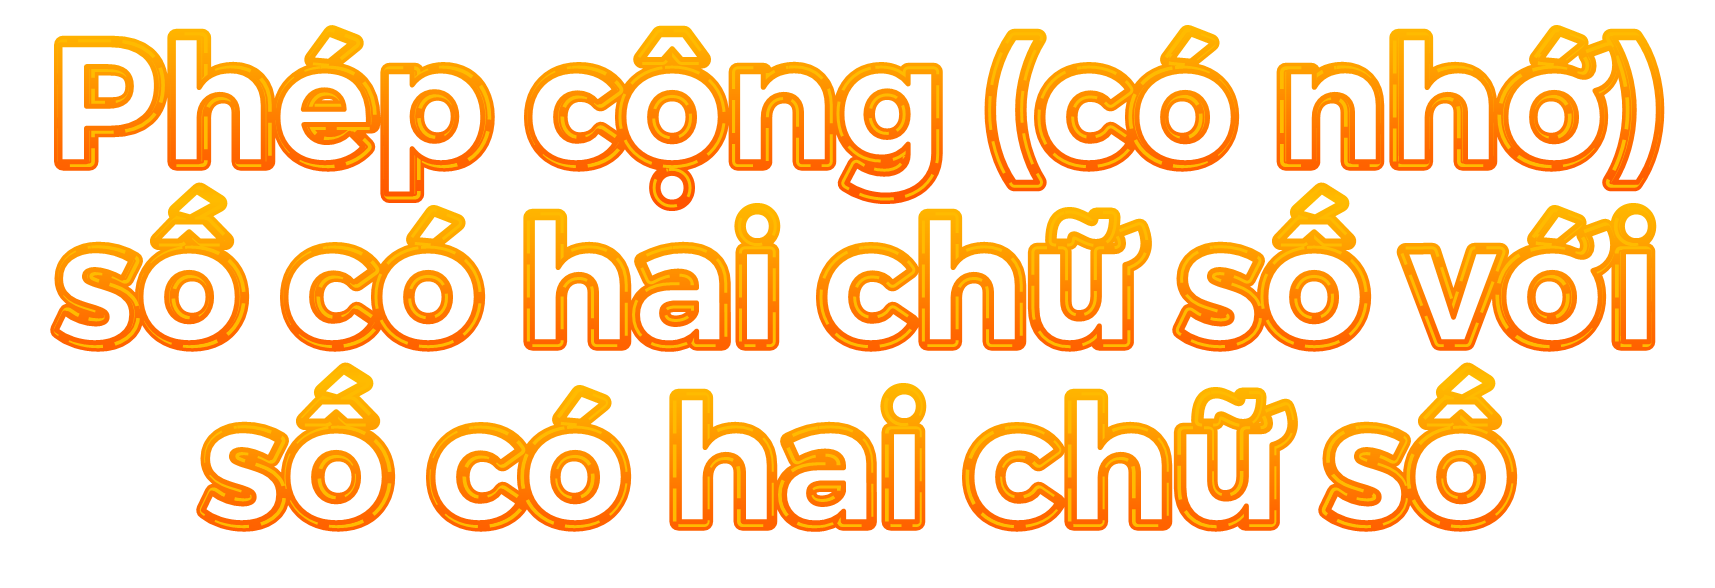 Phép cộng (có nhớ)
số có hai chữ số với
số có hai chữ số